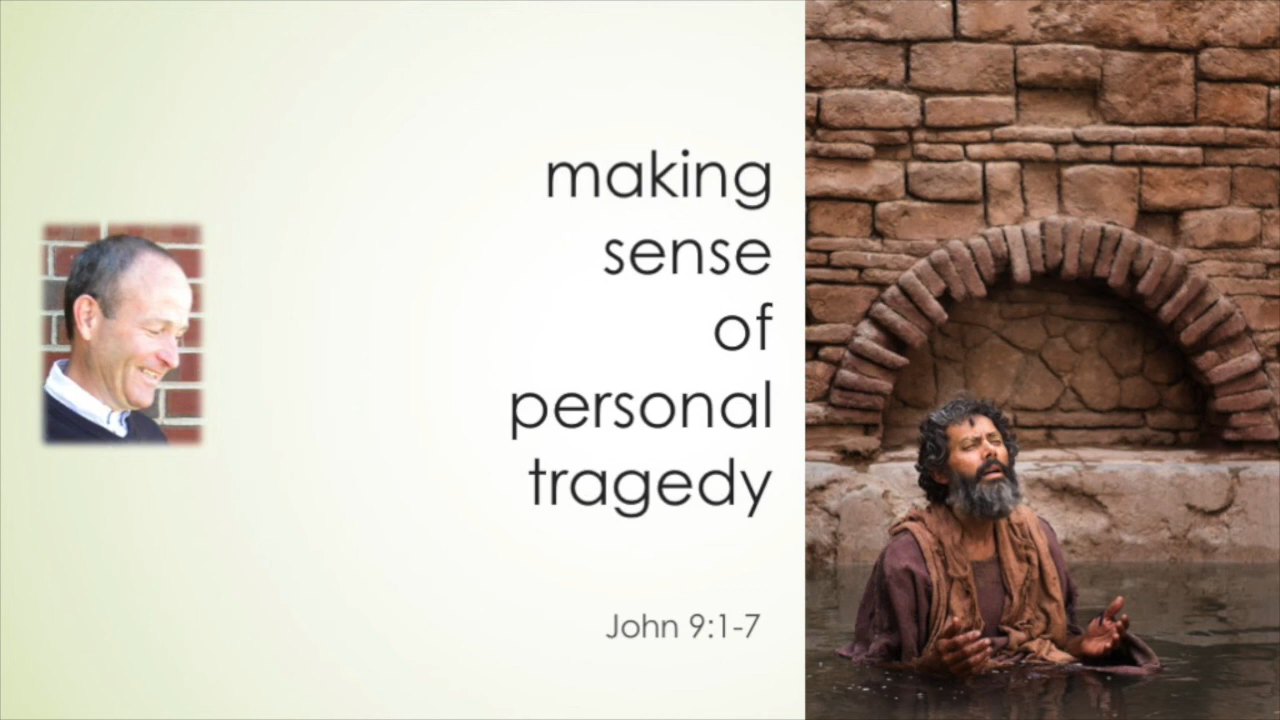 making
sense
of
personal
tragedy
John 9:1-7